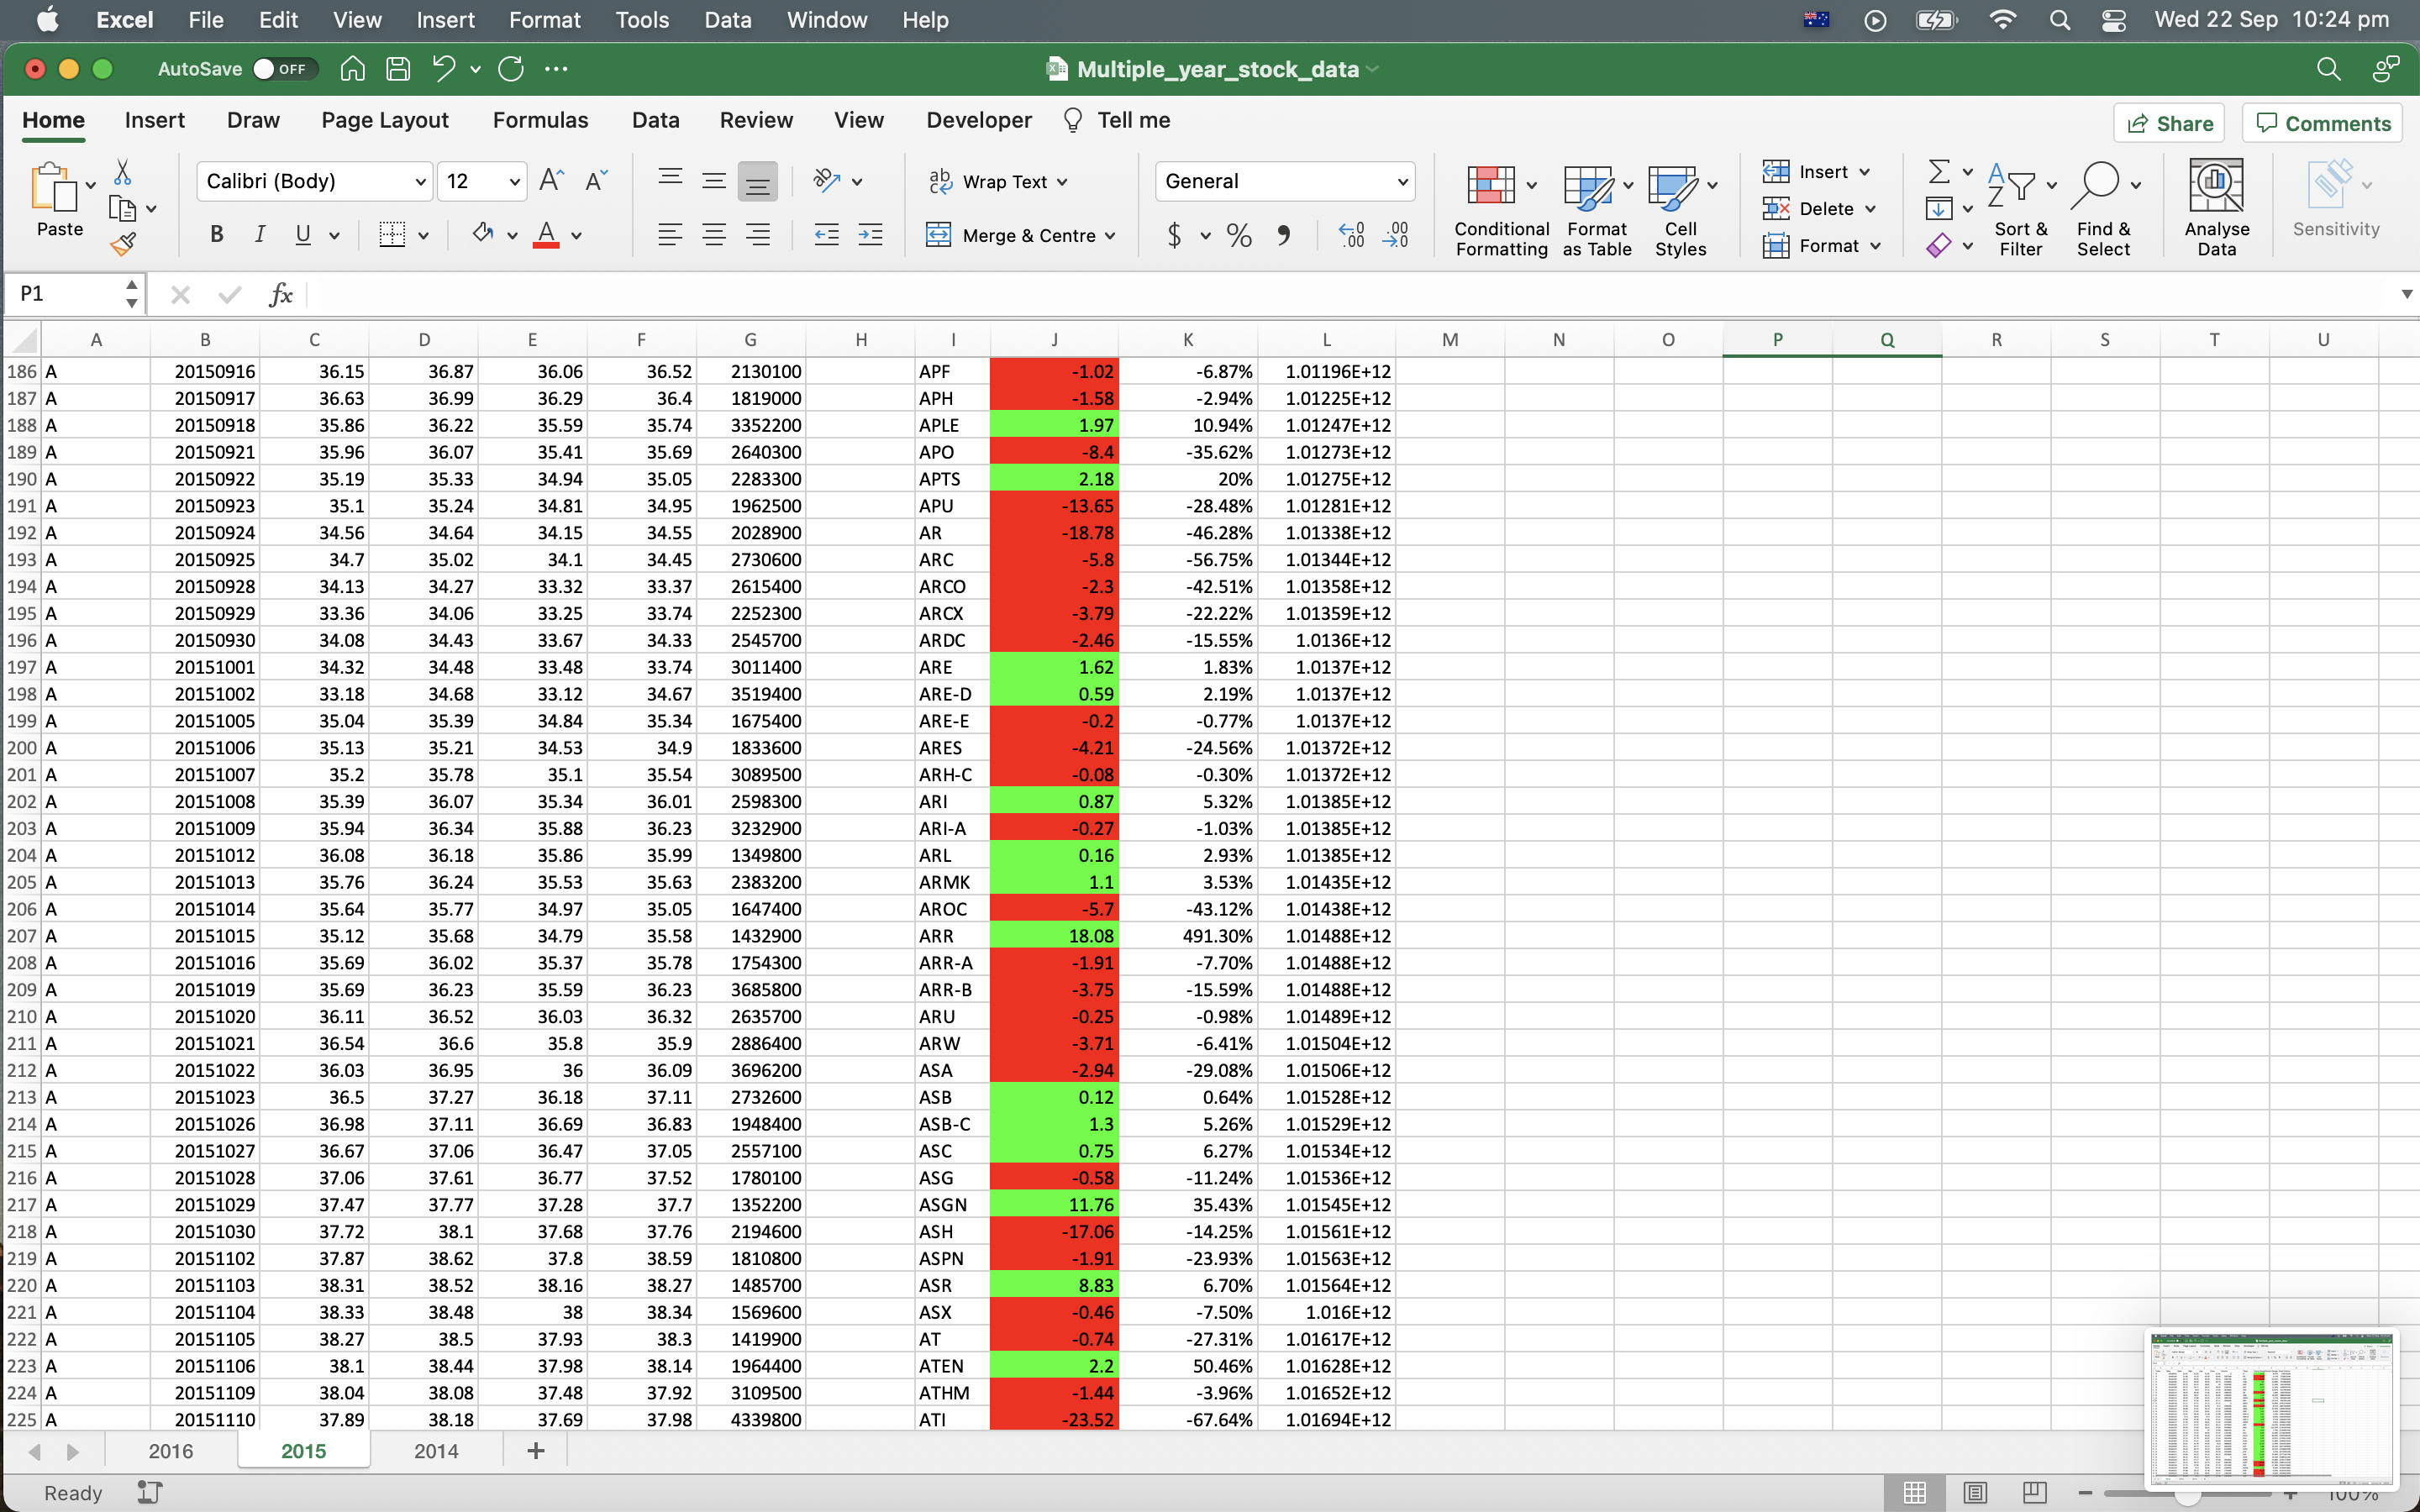 Excel File Edit View Insert Format Tools Data Window Help Wed 22 Sep 10:24 pm
AutoSave OFF Multiple_year_stock_data
Home Insert Draw Page Layout Formulas Data Review View Developer Tell me Share Comments
Paste Calibri (Body) 12 Wrap Text General Conditional Formatting Format as Table Cell Styles Insert Sort & Filter Find & Select Analyse Data Sensitivity
Delete
B I U Merge & Centre $ % Format
P1 fx
A B C D E F G H I J K L M N O P Q R S T U
186 A 20150916 36.15 36.87 36.06 36.52 2130100 APF -1.02 -6.87% 1.01196E+12
187 A 20150917 36.63 36.99 36.29 36.4 1819000 APH -1.58 -2.94% 1.01225E+12
188 A 20150918 35.86 36.22 35.59 35.74 3352200 APLE 1.97 10.94% 1.01247E+12
189 A 20150921 35.96 36.07 35.41 35.69 2640300 APO -8.4 -35.62% 1.01273E+12
190 A 20150922 35.19 35.33 34.94 35.05 2283300 APTS 2.18 20% 1.01275E+12
191 A 20150923 35.1 35.24 34.81 34.95 1962500 APU -13.65 -28.48% 1.01281E+12
192 A 20150924 34.56 34.64 34.15 34.55 2028900 AR -18.78 -46.28% 1.01338E+12
193 A 20150925 34.7 35.02 34.1 34.45 2730600 ARC -5.8 -56.75% 1.01344E+12
194 A 20150928 34.13 34.27 33.32 33.37 2615400 ARCO -2.3 -42.51% 1.01358E+12
195 A 20150929 33.36 34.06 33.25 33.74 2252300 ARCX -3.79 -22.22% 1.01359E+12
196 A 20150930 34.08 34.43 33.67 34.33 2545700 ARDC -2.46 -15.55% 1.0136E+12
197 A 20151001 34.32 34.48 33.48 33.74 3011400 ARE 1.62 1.83% 1.0137E+12
198 A 20151002 33.18 34.68 33.12 34.67 3519400 ARE-D 0.59 2.19% 1.0137E+12
199 A 20151005 35.04 35.39 34.84 35.34 1675400 ARE-E -0.2 -0.77% 1.0137E+12
200 A 20151006 35.13 35.21 34.53 34.9 1833600 ARES -4.21 -24.56% 1.01372E+12
201 A 20151007 35.2 35.78 35.1 35.54 3089500 ARH-C -0.08 -0.30% 1.01372E+12
202 A 20151008 35.39 36.07 35.34 36.01 2598300 ARI 0.87 5.32% 1.01385E+12
203 A 20151009 35.94 36.34 35.88 36.23 3232900 ARI-A -0.27 -1.03% 1.01385E+12
204 A 20151012 36.08 36.18 35.86 35.99 1349800 ARL 0.16 2.93% 1.01385E+12
205 A 20151013 35.76 36.24 35.53 35.63 2383200 ARMK 1.1 3.53% 1.01435E+12
206 A 20151014 35.64 35.77 34.97 35.05 1647400 AROC -5.7 -43.12% 1.01438E+12
207 A 20151015 35.12 35.68 34.79 35.58 1432900 ARR 18.08 491.30% 1.01488E+12
208 A 20151016 35.69 36.02 35.37 35.78 1754300 ARR-A -1.91 -7.70% 1.01488E+12
209 A 20151019 35.69 36.23 35.59 36.23 3685800 ARR-B -3.75 -15.59% 1.01488E+12
210 A 20151020 36.11 36.52 36.03 36.32 2635700 ARU -0.25 -0.98% 1.01489E+12
211 A 20151021 36.54 36.6 35.8 35.9 2886400 ARW -3.71 -6.41% 1.01504E+12
212 A 20151022 36.03 36.95 36 36.09 3696200 ASA -2.94 -29.08% 1.01506E+12
213 A 20151023 36.5 37.27 36.18 37.11 2732600 ASB 0.12 0.64% 1.01528E+12
214 A 20151026 36.98 37.11 36.69 36.83 1948400 ASB-C 1.3 5.26% 1.01529E+12
215 A 20151027 36.67 37.06 36.47 37.05 2557100 ASC 0.75 6.27% 1.01534E+12
216 A 20151028 37.06 37.61 36.77 37.52 1780100 ASG -0.58 -11.24% 1.01536E+12
217 A 20151029 37.47 37.77 37.28 37.7 1352200 ASGN 11.76 35.43% 1.01545E+12
218 A 20151030 37.72 38.1 37.68 37.76 2194600 ASH -17.06 -14.25% 1.01561E+12
219 A 20151102 37.87 38.62 37.8 38.59 1810800 ASPN -1.91 -23.93% 1.01563E+12
220 A 20151103 38.31 38.52 38.16 38.27 1485700 ASR 8.83 6.70% 1.01564E+12
221 A 20151104 38.33 38.48 38 38.34 1569600 ASX -0.46 -7.50% 1.016E+12
222 A 20151105 38.27 38.5 37.93 38.3 1419900 AT -0.74 -27.31% 1.01617E+12
223 A 20151106 38.1 38.44 37.98 38.14 1964400 ATEN 2.2 50.46% 1.01628E+12
224 A 20151109 38.04 38.08 37.48 37.92 3109500 ATHM -1.44 -3.96% 1.01652E+12
225 A 20151110 37.89 38.18 37.69 37.98 4339800 ATI -23.52 -67.64% 1.01694E+12
2016 2015 2014 +
Ready 100%